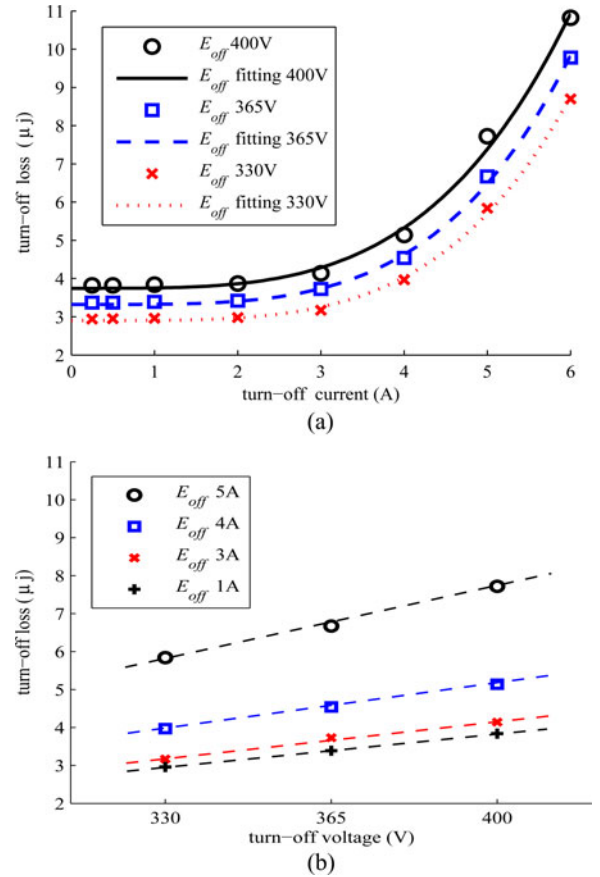 11
10
9
8
7
6
5
4
3
2
turn-off loss (μ j)
E_off 400V
E_off fitting 400V
E_off 365V
E_off fitting 365V
E_off 330V
E_off fitting 330V
0 1 2 3 4 5 6
turn-off current (A)
(a)
11
10
9
8
7
6
5
4
3
2
turn-off loss (μ j)
E_off 5A
E_off 4A
E_off 3A
E_off 1A
330 365 400
turn-off voltage (V)
(b)